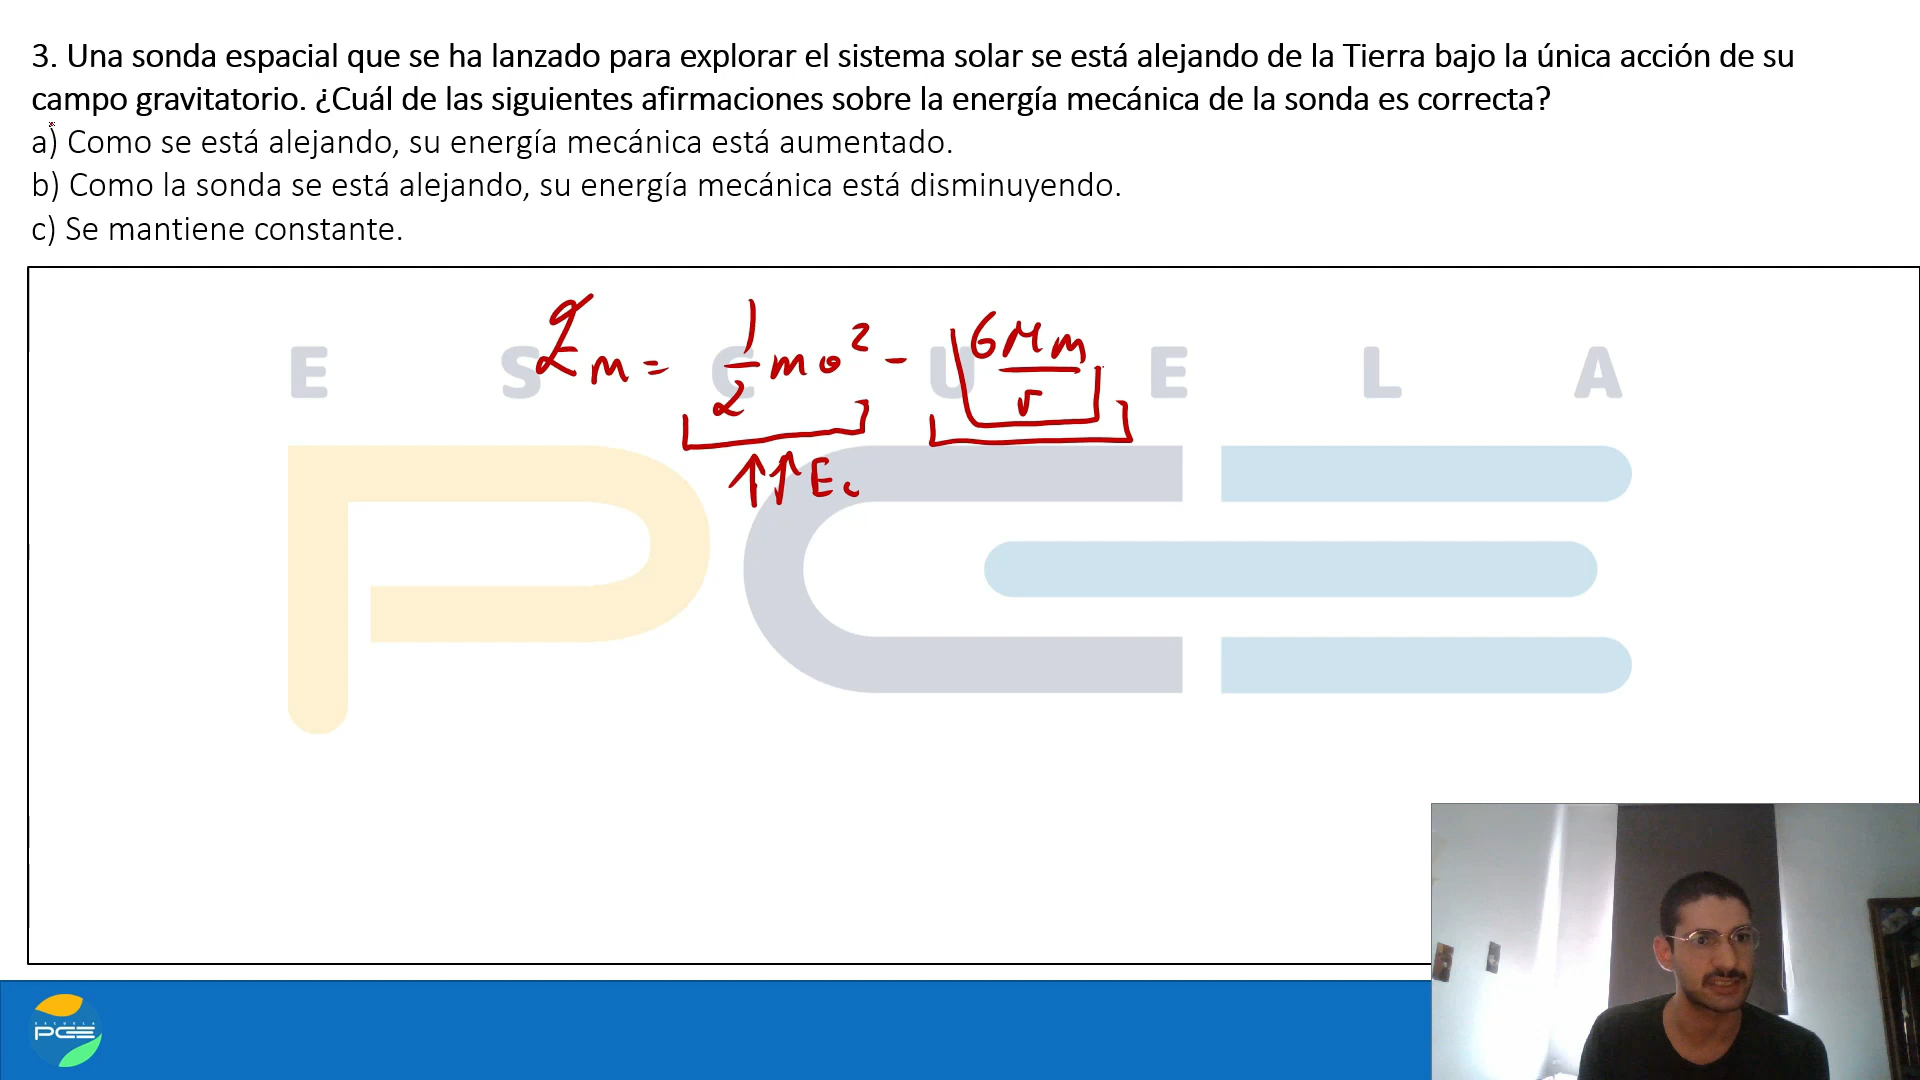 3. Una sonda espacial que se ha lanzado para explorar el sistema solar se está alejando de la Tierra bajo la única acción de su
campo gravitatorio. ¿Cuál de las siguientes afirmaciones sobre la energía mecánica de la sonda es correcta?
a) Como se está alejando, su energía mecánica está aumentado.
b) Como la sonda se está alejando, su energía mecánica está disminuyendo.
c) Se mantiene constante.
E S C U E L A
Em = 1/2 mv² - GMm/r
↑↑Ec
PCE
ESCUELA
PCE